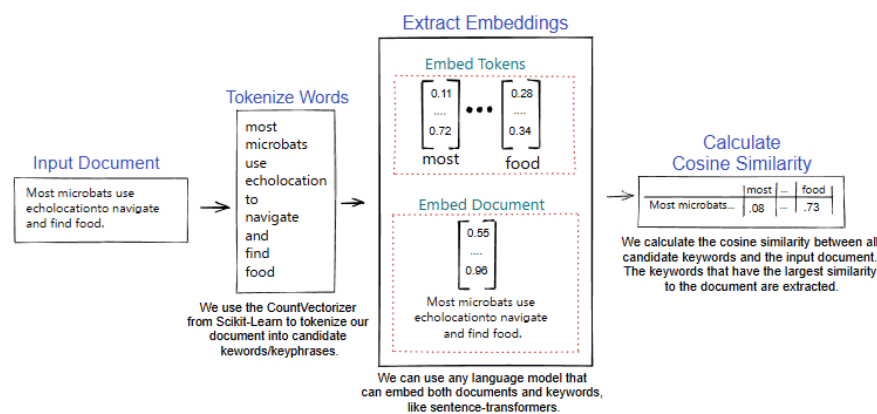 Input Document
Most microbats use
echolocationto navigate
and find food.
Tokenize Words
most
microbats
use
echolocation
to
navigate
and
find
food
We use the CountVectorizer
from Scikit-Learn to tokenize our
document into candidate
kewords/keyphrases.
Extract Embeddings
Embed Tokens
0.11 0.28
.... ....
0.72 0.34
most food
Embed Document
0.55
....
0.96
Most microbats use
echolocationto navigate
and find food.
We can use any language model that
can embed both documents and keywords,
like sentence-transformers.
Calculate
Cosine Similarity
most ... food
Most microbats... .08 ... .73
We calculate the cosine similarity between all
candidate keywords and the input document.
The keywords that have the largest similarity
to the document are extracted.